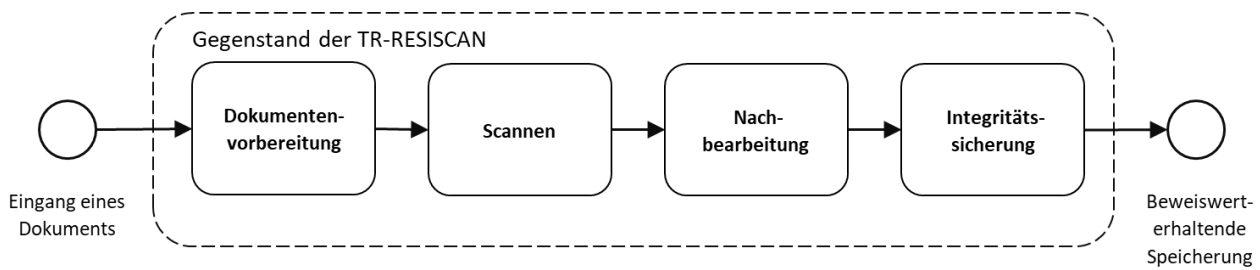 Gegenstand der TR-RESISCAN
Eingang eines
Dokuments
Dokumenten-
vorbereitung
Scannen
Nach-
bearbeitung
Integritäts-
sicherung
Beweiswert-
erhaltende
Speicherung